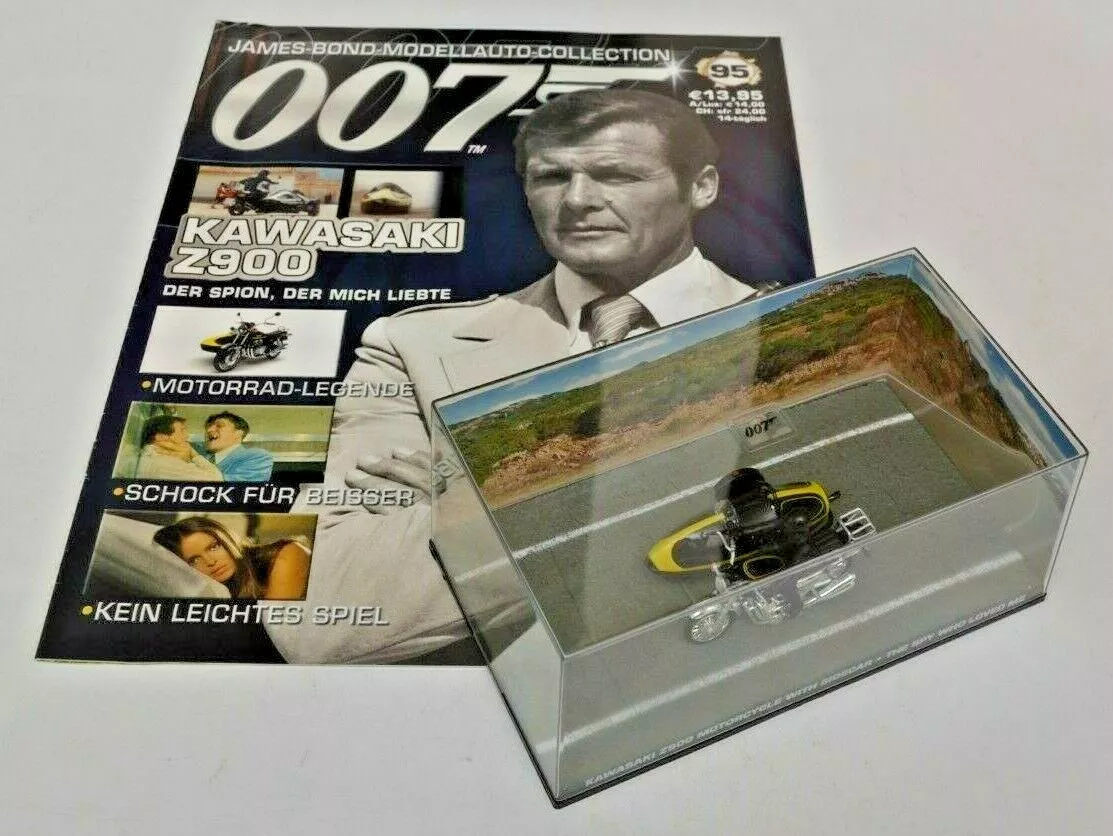 JAMES-BOND-MODELLAUTO-COLLECTION
007
TM
95
€13,95
A/Lux: € 14,00
CH: sfr 24,00
14-täglich
KAWASAKI
Z900
DER SPION, DER MICH LIEBTE
•MOTORRAD-LEGENDE
•SCHOCK FÜR BEISSER
•KEIN LEICHTES SPIEL
007
KAWASAKI Z900 MOTORCYCLE WITH SIDECAR • THE SPY WHO LOVED ME